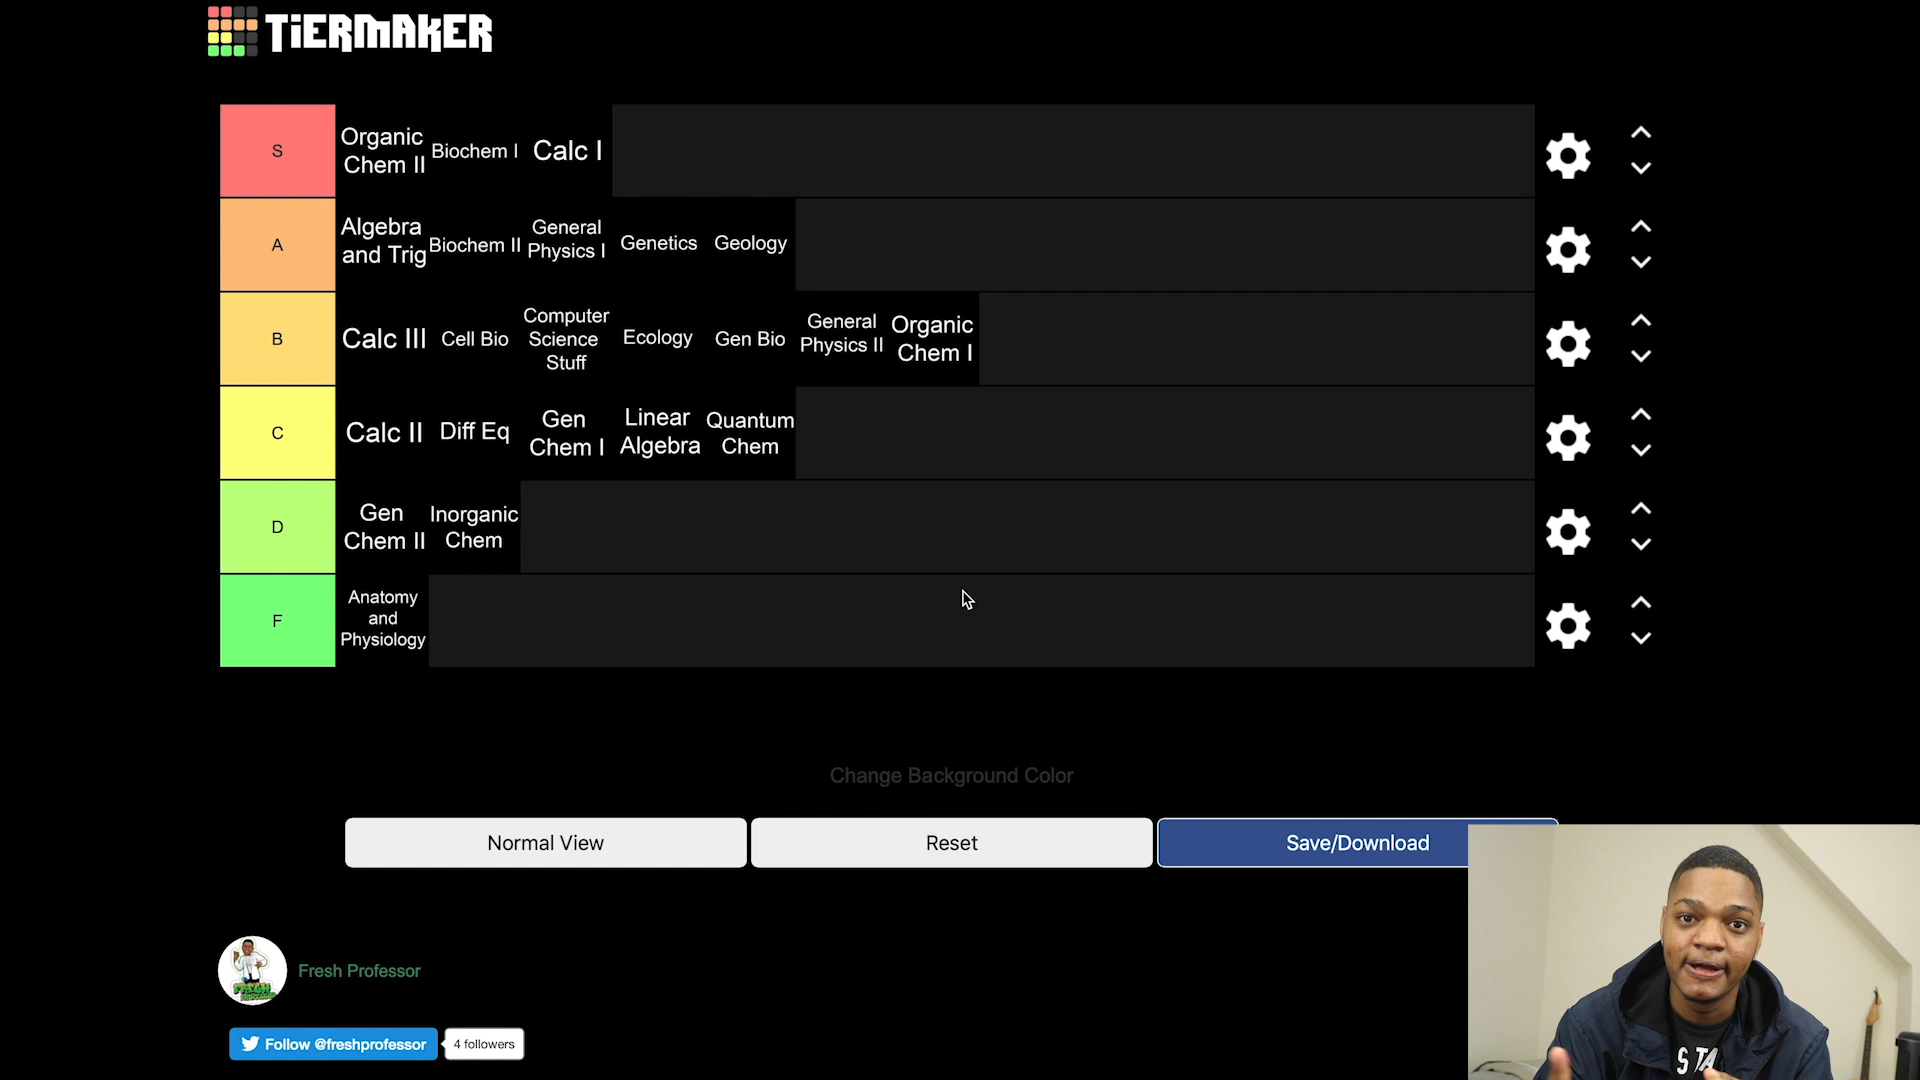 TIERMAKER
S
Organic
Chem II
Biochem I
Calc I
A
Algebra
and Trig
Biochem II
General
Physics I
Genetics
Geology
B
Calc III
Cell Bio
Computer
Science
Stuff
Ecology
Gen Bio
General
Physics II
Organic
Chem I
C
Calc II
Diff Eq
Gen
Chem I
Linear
Algebra
Quantum
Chem
D
Gen
Chem II
Inorganic
Chem
F
Anatomy
and
Physiology
Change Background Color
Normal View
Reset
Save/Download
FRESH
PROFESSOR
Fresh Professor
Follow @freshprofessor
4 followers
STA